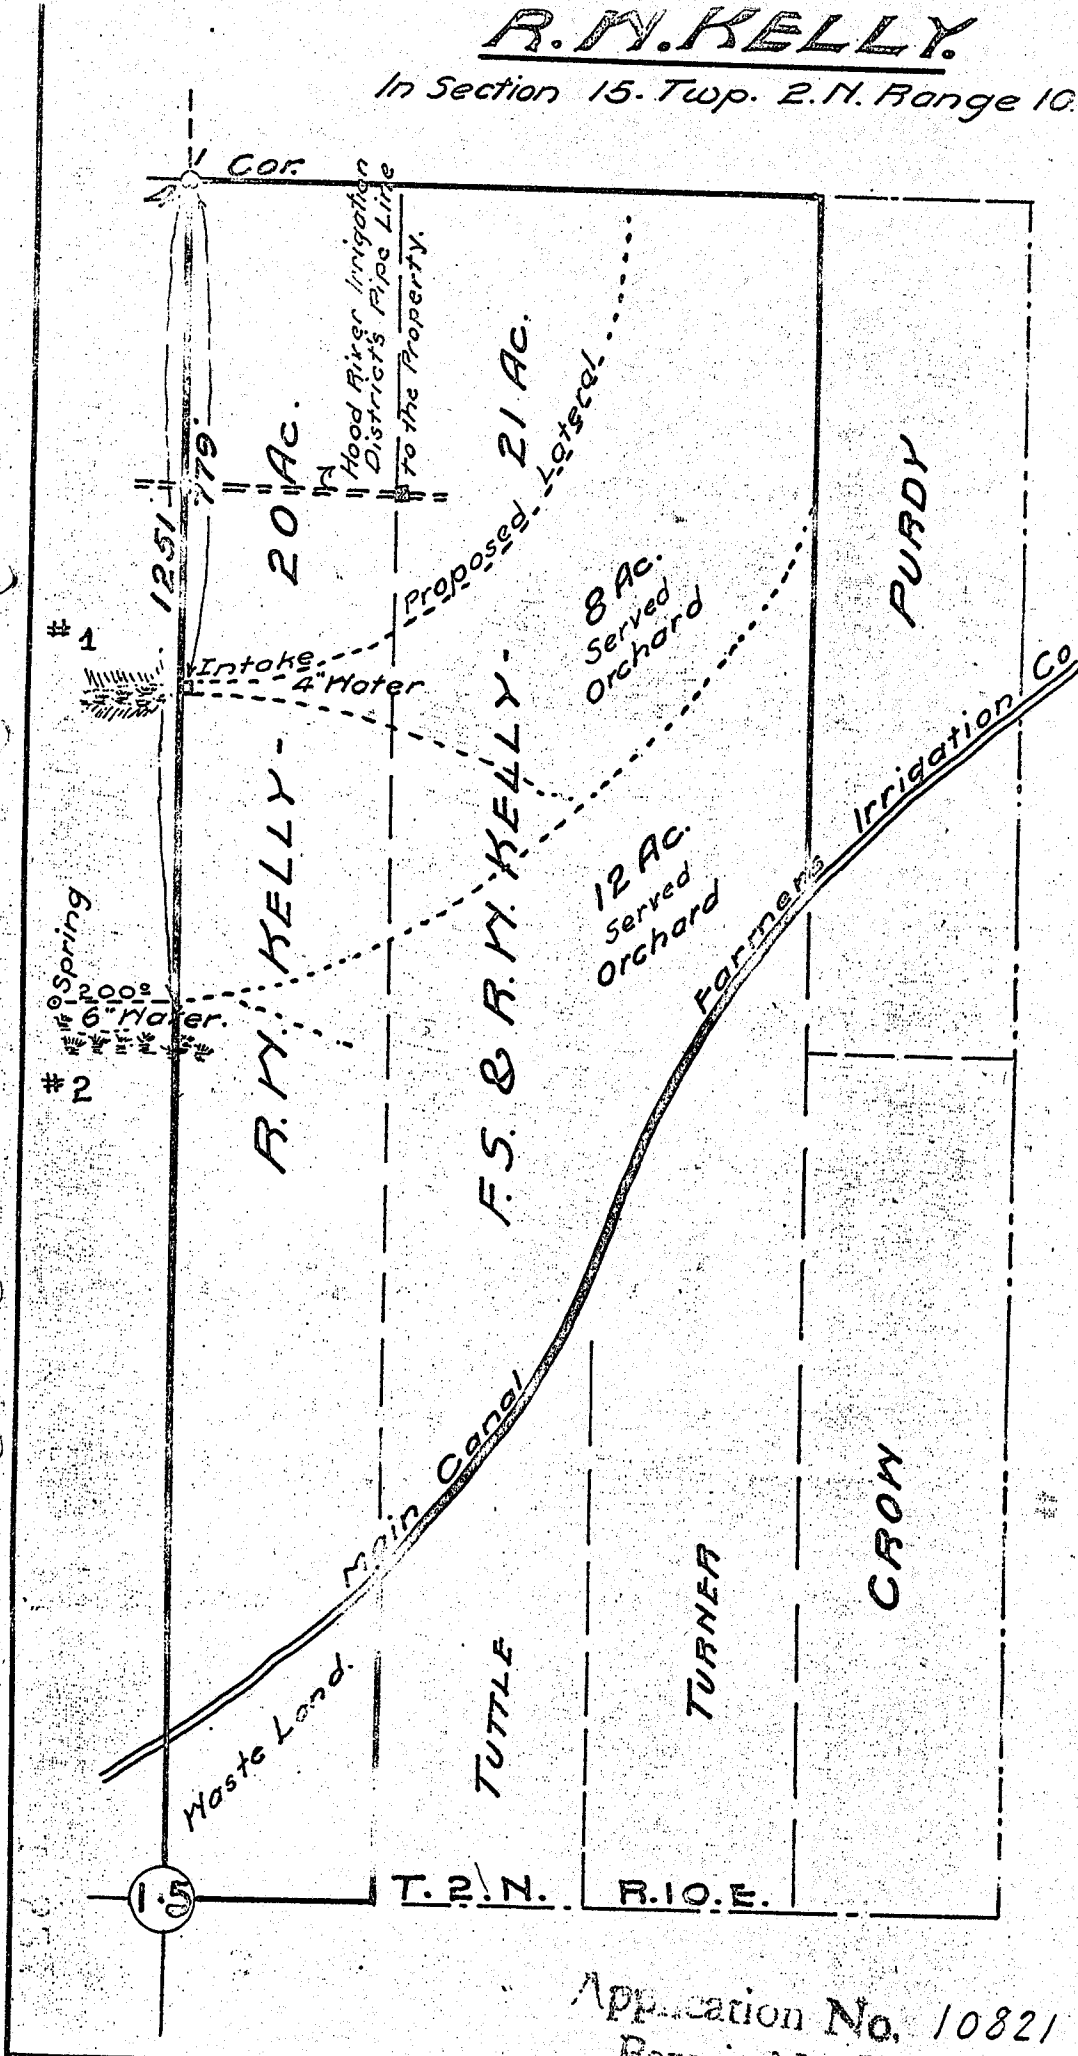 R.W.KELLY.
In Section 15. Twp. 2.N. Range 10.
Cor.
Hood River Irrigation
District's Pipe Line
to the Property.
20 Ac.
21 Ac.
779'
1251
Proposed Lateral
PURDY
8 Ac.
Served
Orchard
#1
Intake
4" Water
R.W. KELLY-
F.S. & R.W. KELLY-
Farmers Irrigation Co
12 Ac.
Served
Orchard
Spring
200º
6" Water.
#2
Main Canal
CROW
TURNER
TUTTLE
Waste Land.
15
T. 2. N. R.10.E.
Application No. 10821